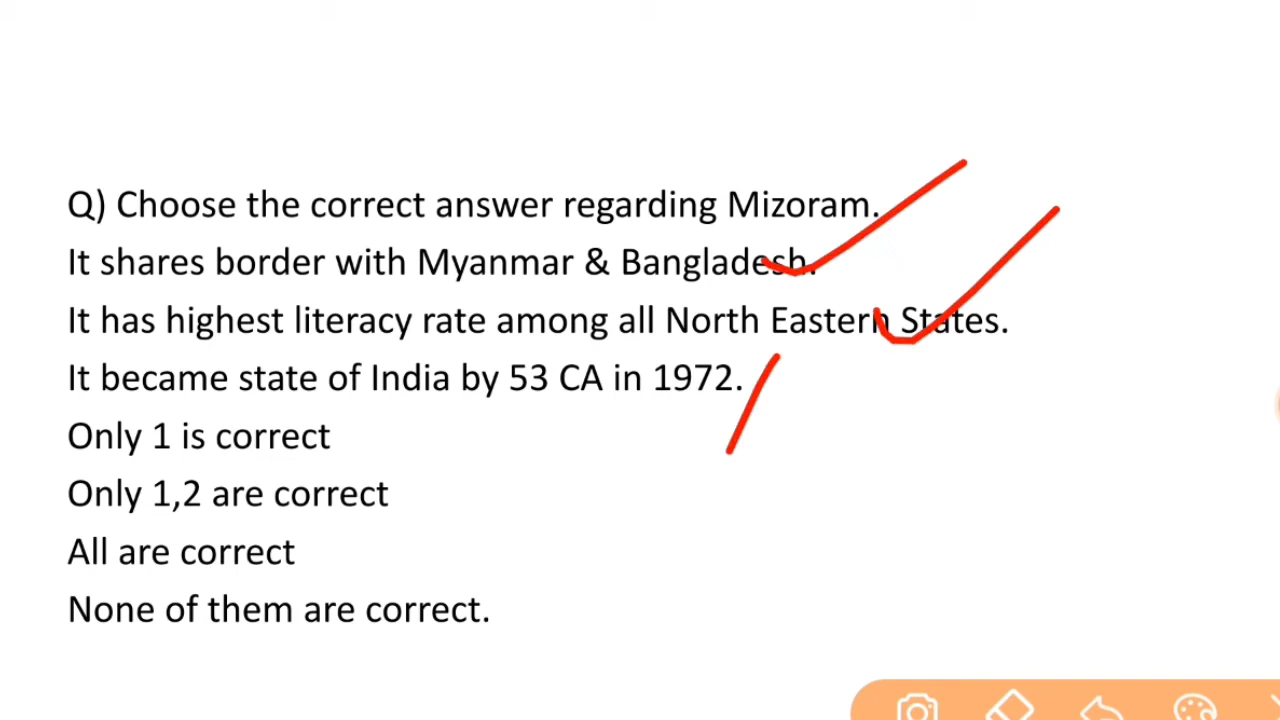 Q) Choose the correct answer regarding Mizoram.
It shares border with Myanmar & Bangladesh.
It has highest literacy rate among all North Eastern States.
It became state of India by 53 CA in 1972.
Only 1 is correct
Only 1,2 are correct
All are correct
None of them are correct.